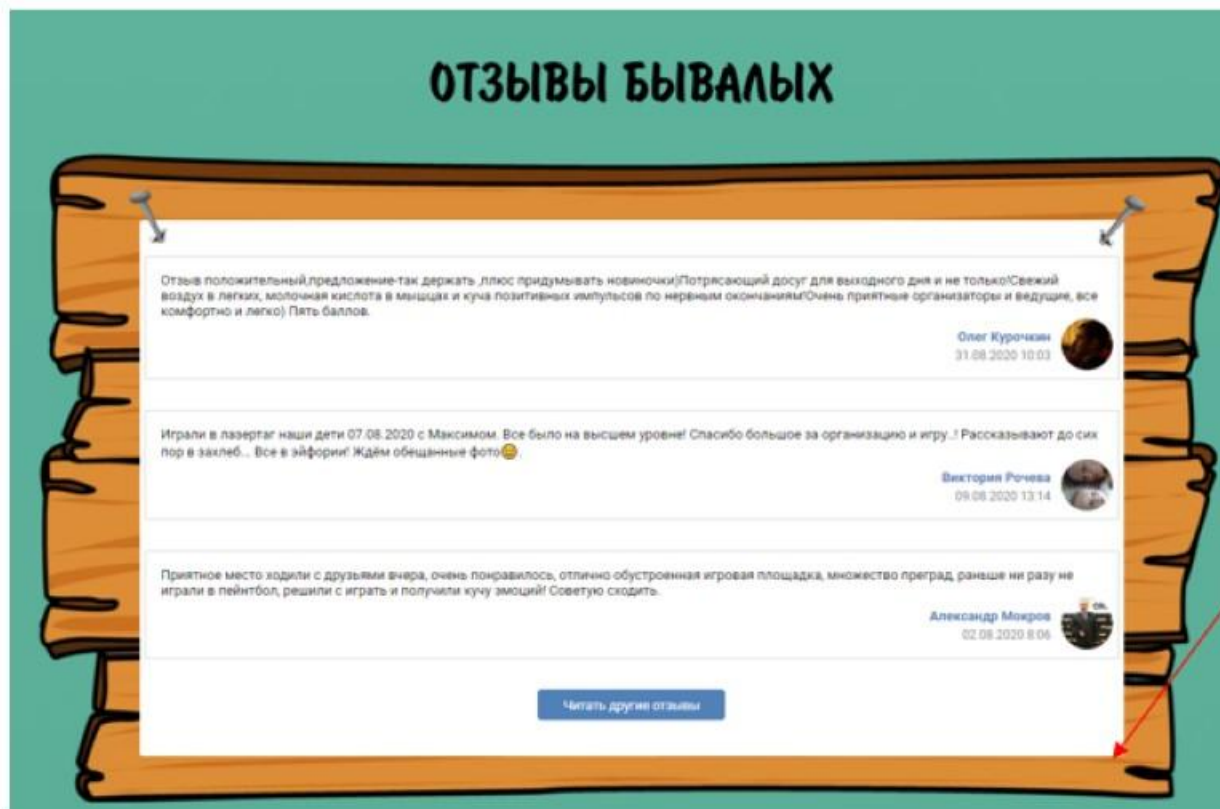 ОТЗЫВЫ БЫВАЛЫХ
Отзыв положительный,предложение-так держать ,плюс придумывать новиночки)Потрясающий досуг для выходного дня и не только!Свежий
воздух в легких, молочная кислота в мышцах и куча позитивных импульсов по нервным окончаниям!Очень приятные организаторы и ведущие, все
комфортно и легко) Пять баллов.
Олег Курочкин
31.08.2020 10:03
Играли в лазертаг наши дети 07.08.2020 с Максимом. Все было на высшем уровне! Спасибо большое за организацию и игру..! Рассказывают до сих
пор в захлеб... Все в эйфории! Ждём обещанные фото😊.
Виктория Рочева
09.08.2020 13:14
Приятное место ходили с друзьями вчера, очень понравилось, отлично обустроенная игровая площадка, множество преград, раньше ни разу не
играли в пейнтбол, решили с играть и получили кучу эмоций! Советую сходить.
Александр Мокров
02.08.2020 8:06
Читать другие отзывы